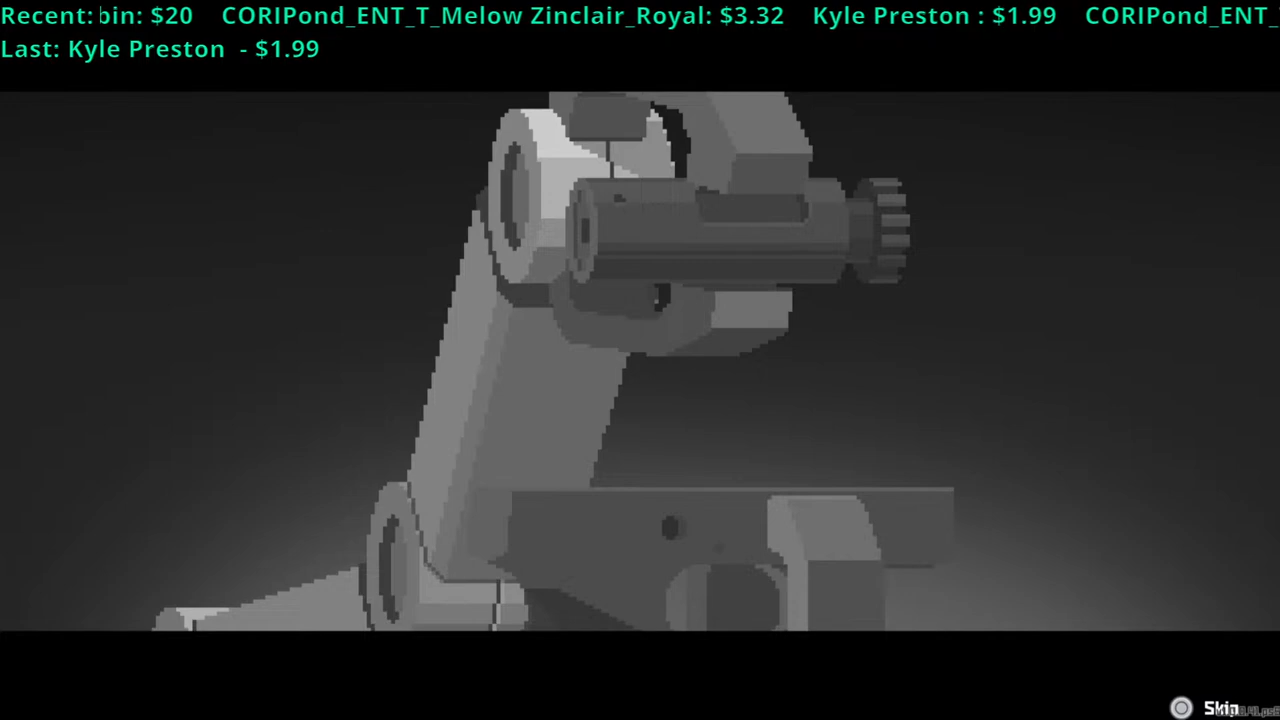 Recent: bin: $20 CORIPond_ENT_T_Melow Zinclair_Royal: $3.32 Kyle Preston : $1.99 CORIPond_ENT_
Last: Kyle Preston - $1.99
Skip